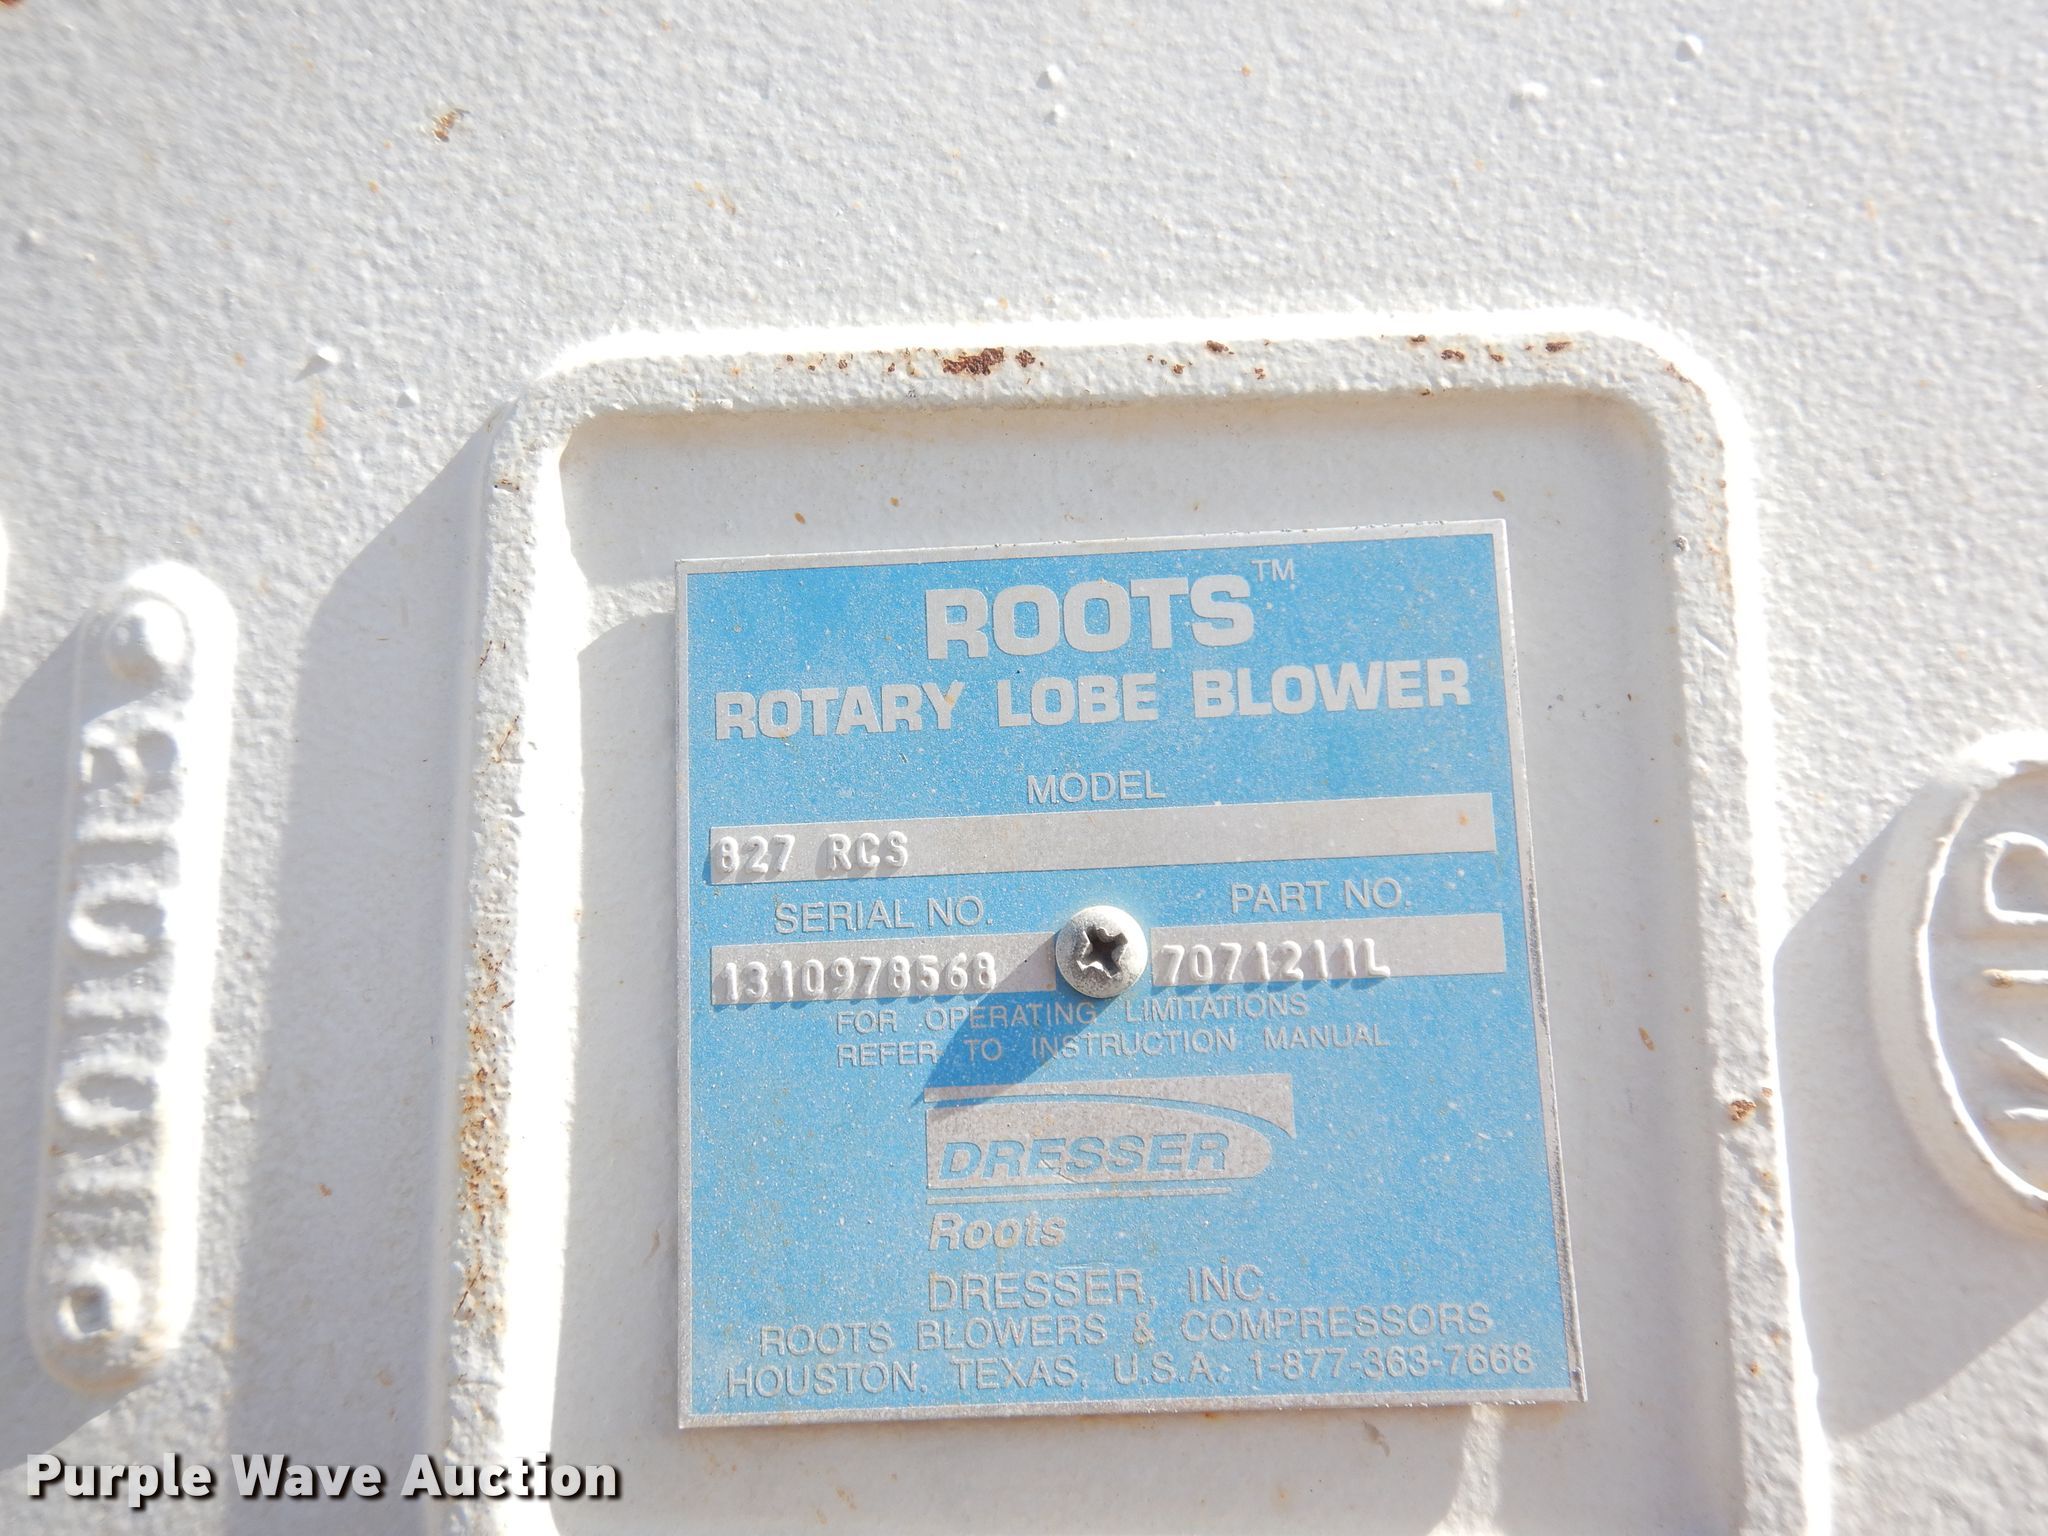 ROOTS™
ROTARY LOBE BLOWER
MODEL
827 RCS
SERIAL NO. PART NO.
1310978568 7071211L
FOR OPERATING LIMITATIONS
REFER TO INSTRUCTION MANUAL
DRESSER
Roots
DRESSER, INC.
ROOTS BLOWERS & COMPRESSORS
HOUSTON, TEXAS, U.S.A. 1-877-363-7668
Purple Wave Auction